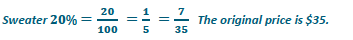 Sweater 20% = 20/100 = 1/5 = 7/35 The original price is $35.